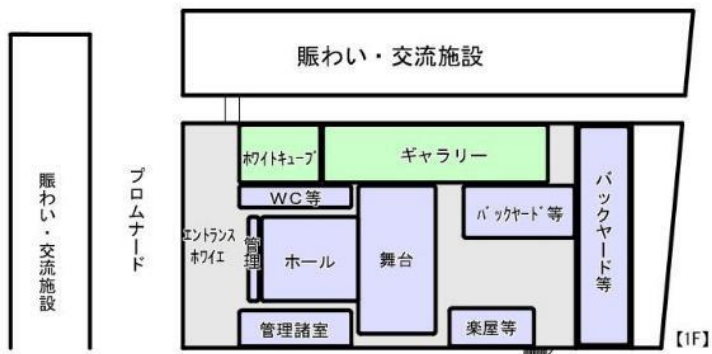 賑わい・交流施設
賑わい・交流施設
プロムナード
ホワイトキューブ
ギャラリー
WC等
エントランス
ホワイエ
管理
ホール
舞台
バックヤード等
バックヤード等
管理諸室
楽屋等
【1F】